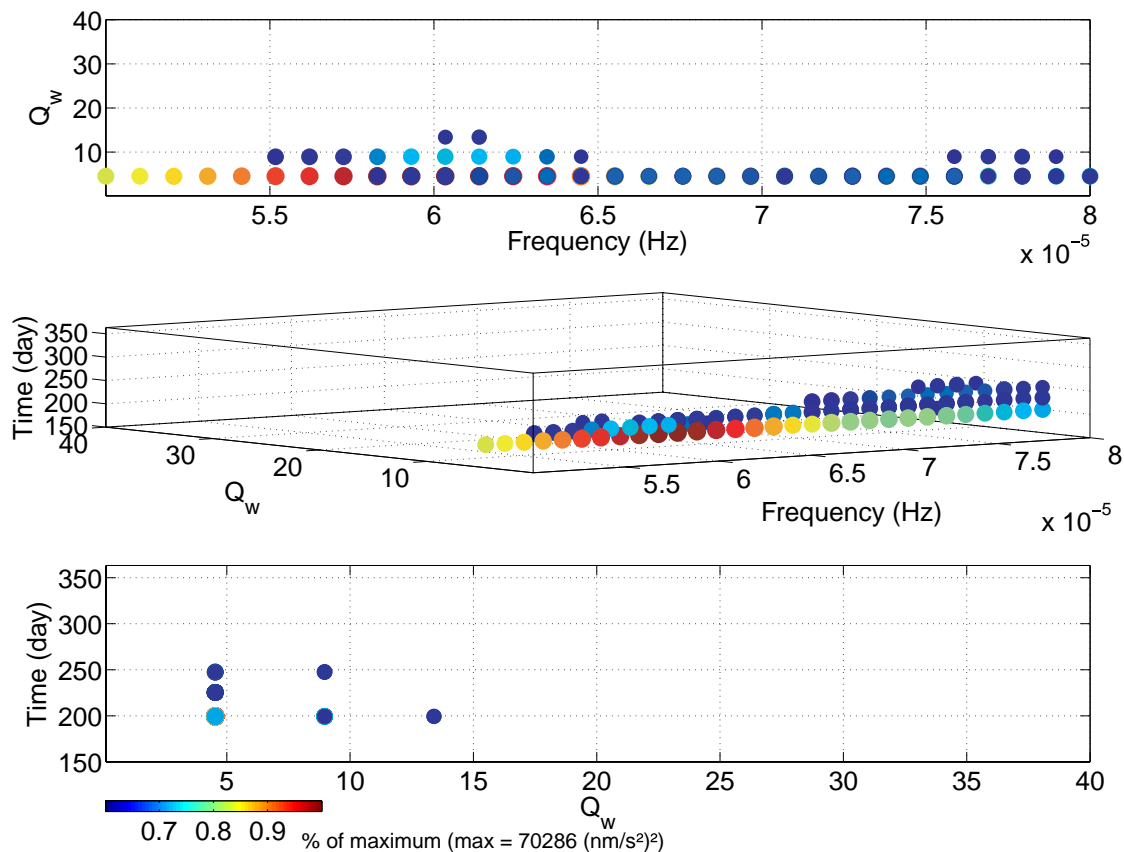 40
30
20
10
Q_w
5.5 6 6.5 7 7.5 8
Frequency (Hz)
x 10⁻⁵
350
300
250
200
150
Time (day)
40 30 20 10
Q_w
5.5 6 6.5 7 7.5 8
Frequency (Hz)
x 10⁻⁵
350
300
250
200
150
Time (day)
5 10 15 20 25 30 35 40
Q_w
0.7 0.8 0.9
% of maximum (max = 70286 (nm/s²)²)